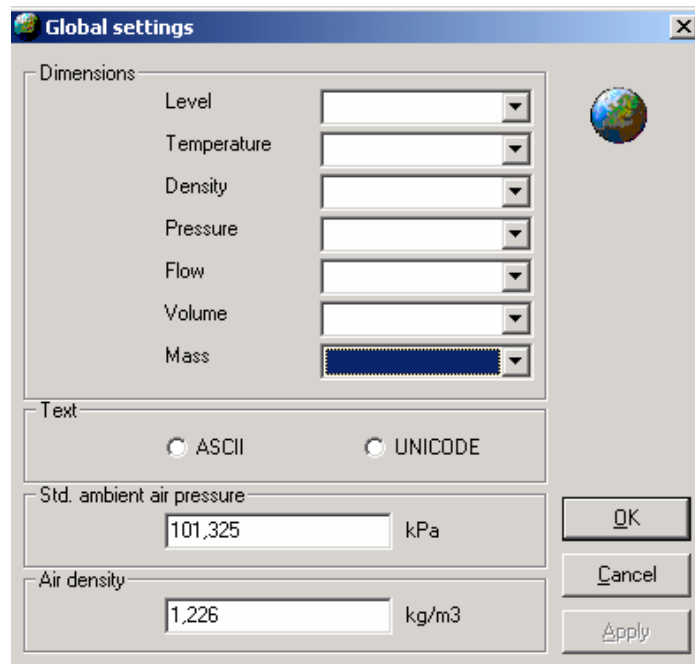 Global settings
Dimensions
Level
Temperature
Density
Pressure
Flow
Volume
Mass
Text
ASCII UNICODE
Std. ambient air pressure
101,325 kPa
OK
Cancel
Air density
1,226 kg/m3
Apply